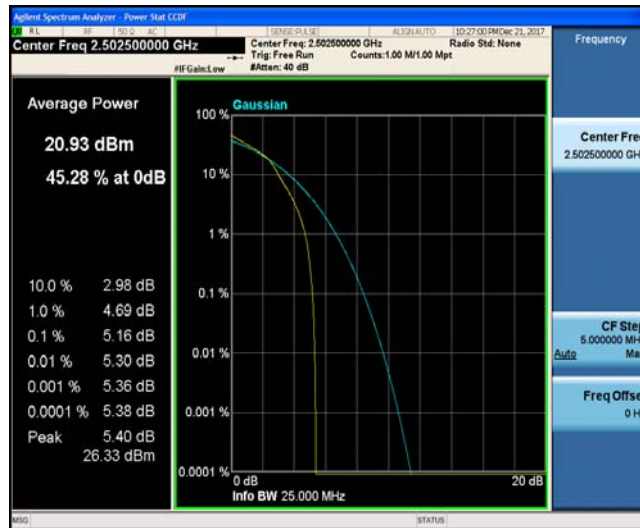 Agilent Spectrum Analyzer - Power Stat CCDF
RL RF 50 Ω AC SENSE:PULSE ALIGN AUTO 10:27:00 PM Dec 21, 2017
Center Freq 2.502500000 GHz
Center Freq: 2.502500000 GHz Radio Std: None
Trig: Free Run Counts:1.00 M/1.00 Mpt
#IFGain:Low #Atten: 40 dB
Frequency
Average Power
20.93 dBm
45.28 % at 0dB
10.0 % 2.98 dB
1.0 % 4.69 dB
0.1 % 5.16 dB
0.01 % 5.30 dB
0.001 % 5.36 dB
0.0001 % 5.38 dB
Peak 5.40 dB
26.33 dBm
Gaussian
100 %
10 %
1 %
0.1 %
0.01 %
0.001 %
0.0001 %
0 dB 20 dB
Info BW 25.000 MHz
Center Fre
2.502500000 GH
CF Step
5.000000 MH
Auto Ma
Freq Offse
0 H
MSG STATUS